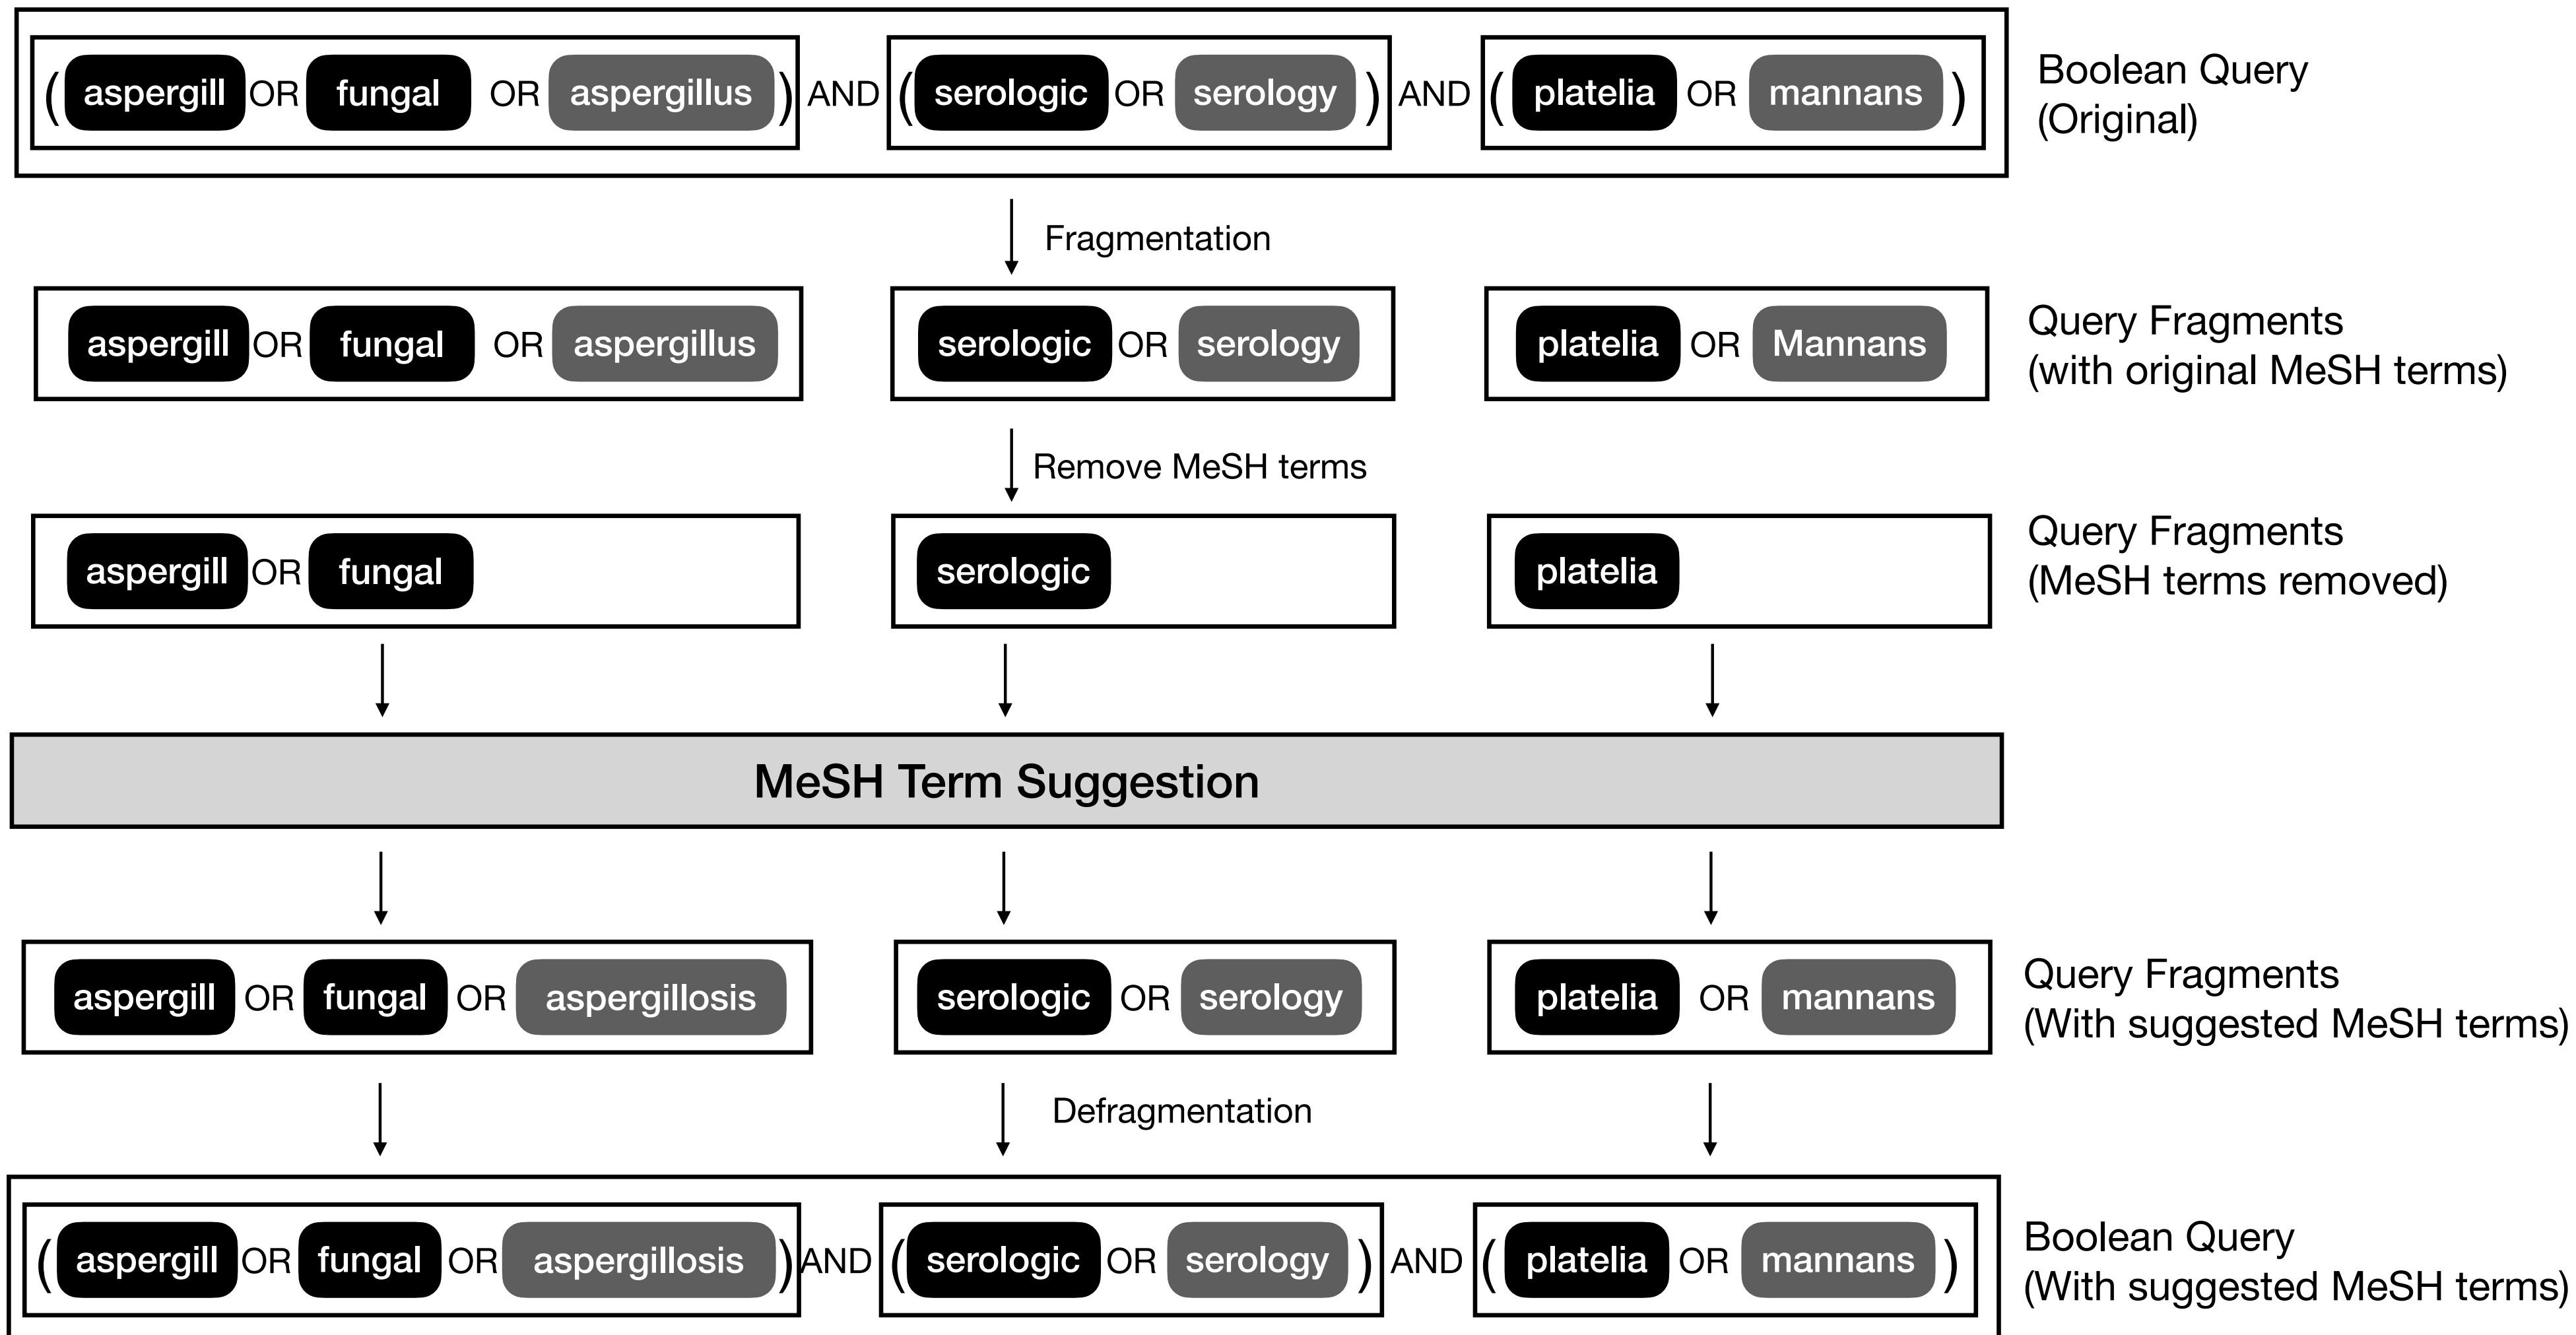 (aspergill OR fungal OR aspergillus) AND (serologic OR serology) AND (platelia OR mannans)
Boolean Query
(Original)
Fragmentation
aspergill OR fungal OR aspergillus
serologic OR serology
platelia OR Mannans
Query Fragments
(with original MeSH terms)
Remove MeSH terms
aspergill OR fungal
serologic
platelia
Query Fragments
(MeSH terms removed)
MeSH Term Suggestion
aspergill OR fungal OR aspergillosis
serologic OR serology
platelia OR mannans
Query Fragments
(With suggested MeSH terms)
Defragmentation
(aspergill OR fungal OR aspergillosis) AND (serologic OR serology) AND (platelia OR mannans)
Boolean Query
(With suggested MeSH terms)